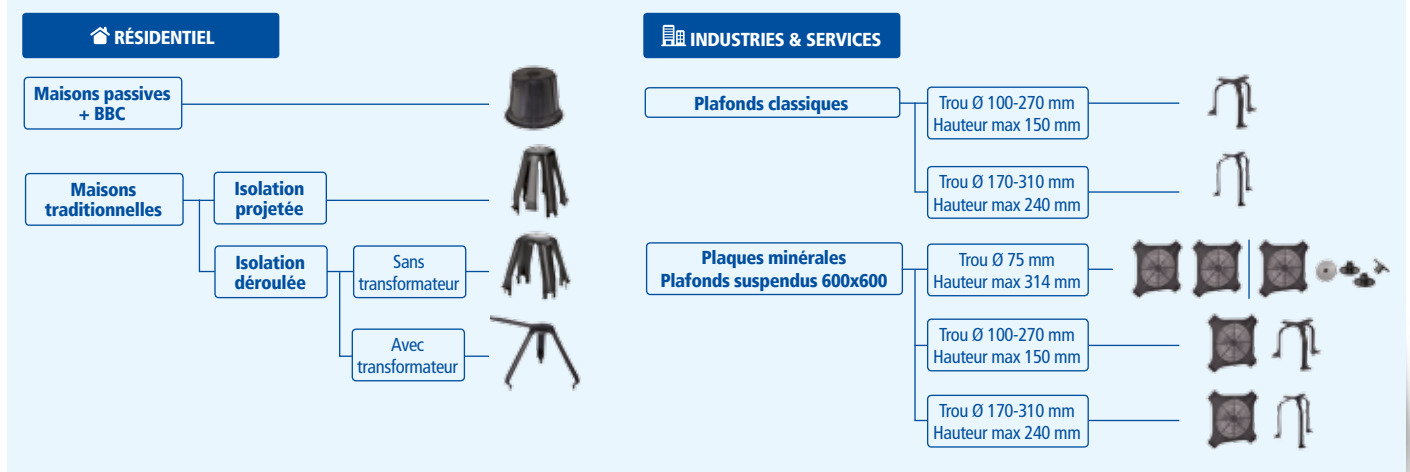 RÉSIDENTIEL
Maisons passives
+ BBC
Maisons
traditionnelles
Isolation
projetée
Isolation
déroulée
Sans
transformateur
Avec
transformateur
INDUSTRIES & SERVICES
Plafonds classiques
Trou Ø 100-270 mm
Hauteur max 150 mm
Trou Ø 170-310 mm
Hauteur max 240 mm
Plaques minérales
Plafonds suspendus 600x600
Trou Ø 75 mm
Hauteur max 314 mm
Trou Ø 100-270 mm
Hauteur max 150 mm
Trou Ø 170-310 mm
Hauteur max 240 mm